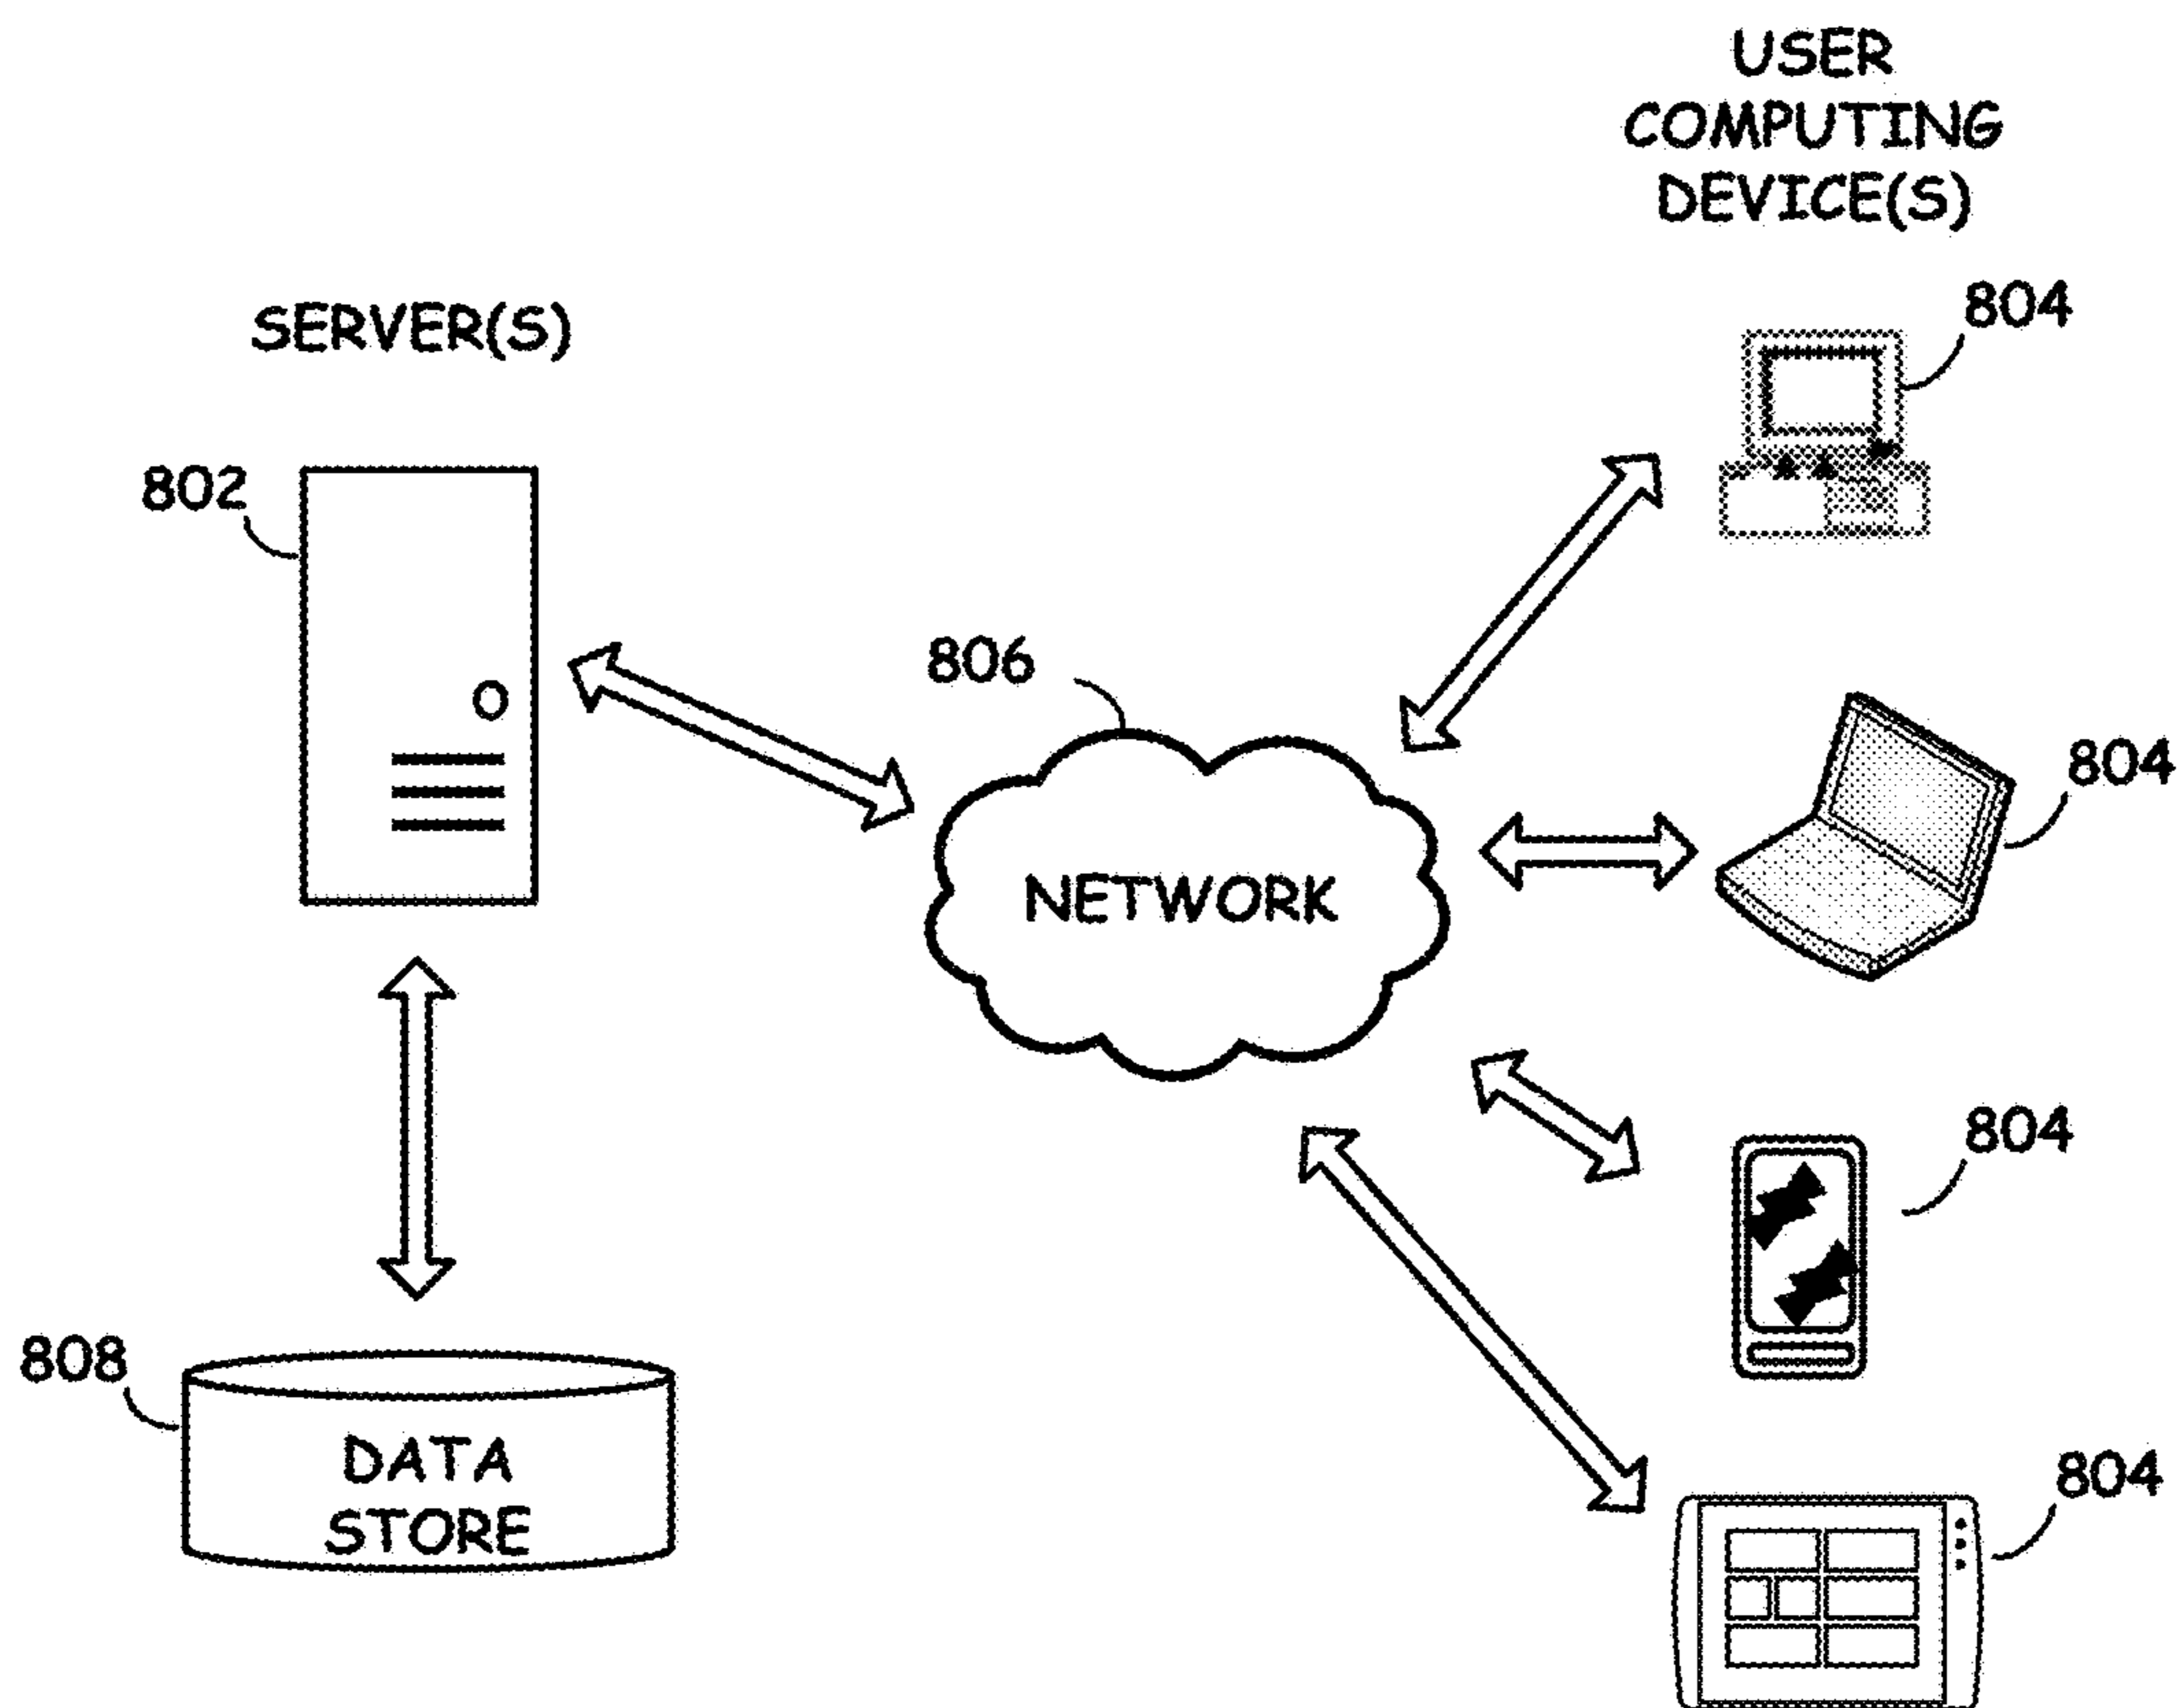 USER
COMPUTING
DEVICE(S)
804
SERVER(S)
802
806
804
NETWORK
804
808
DATA
STORE
804